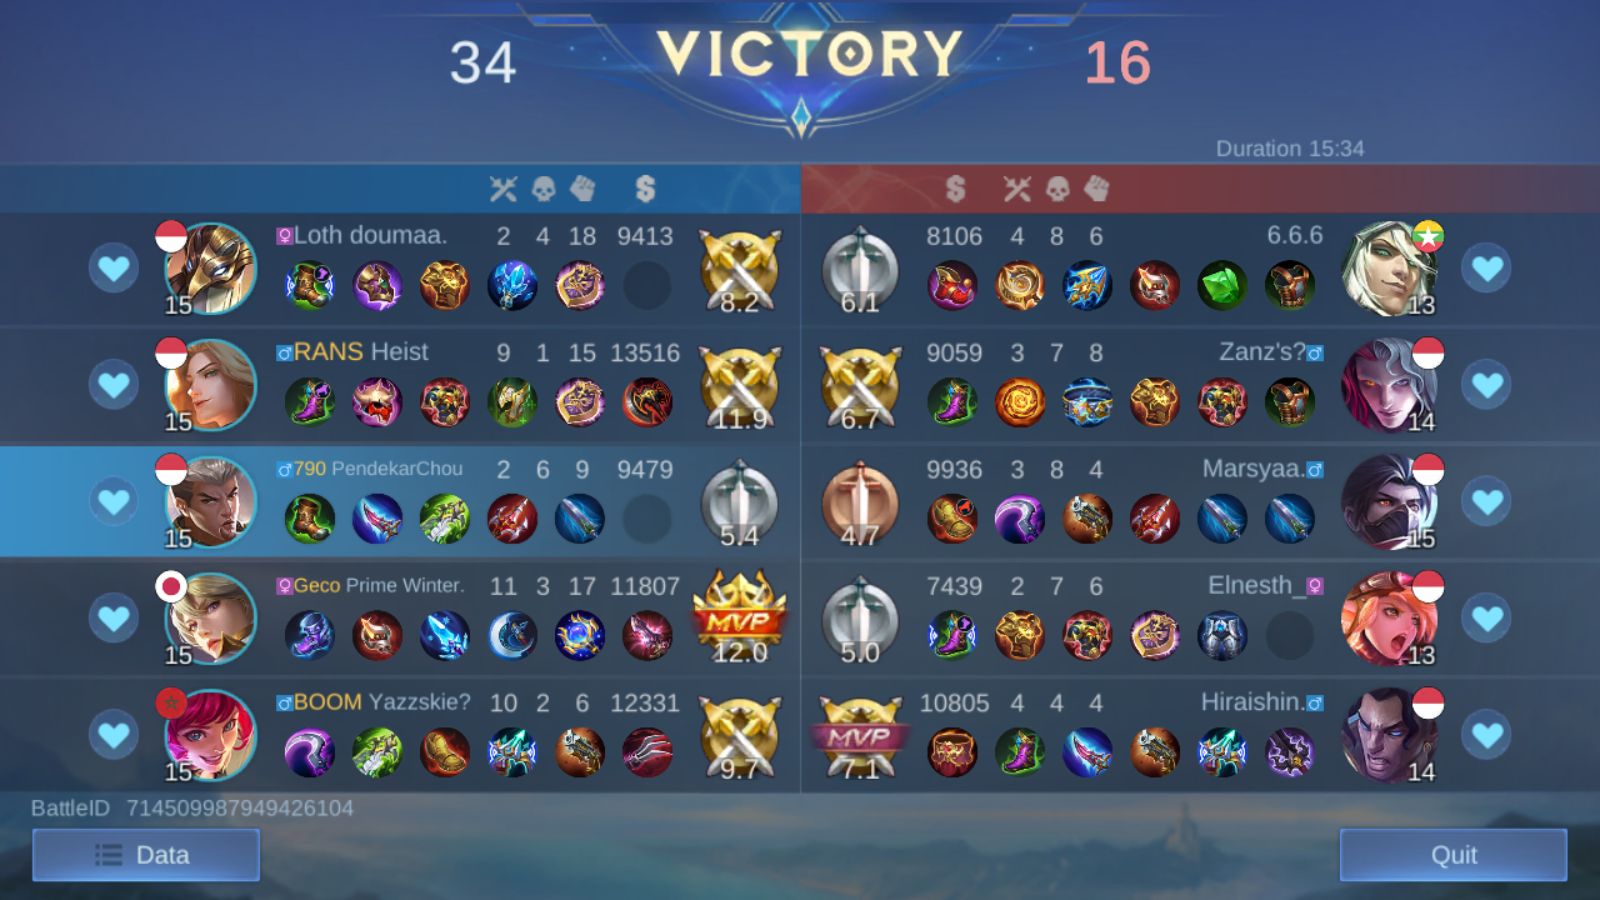 34 VICTORY 16
Duration 15:34
Loth doumaa. 2 4 18 9413
15 8.2
8106 4 8 6 6.6.6
6.1 13
RANS Heist 9 1 15 13516
15 11.9
9059 3 7 8 Zanz's?
6.7 14
790 PendekarChou 2 6 9 9479
15 5.4
9936 3 8 4 Marsyaa.
4.7 15
Geco Prime Winter. 11 3 17 11807
MVP
15 12.0
7439 2 7 6 Elnesth_
5.0 13
BOOM Yazzskie? 10 2 6 12331
15 9.7
10805 4 4 4 Hiraishin.
MVP
7.1 14
BattleID 714509987949426104
Data
Quit